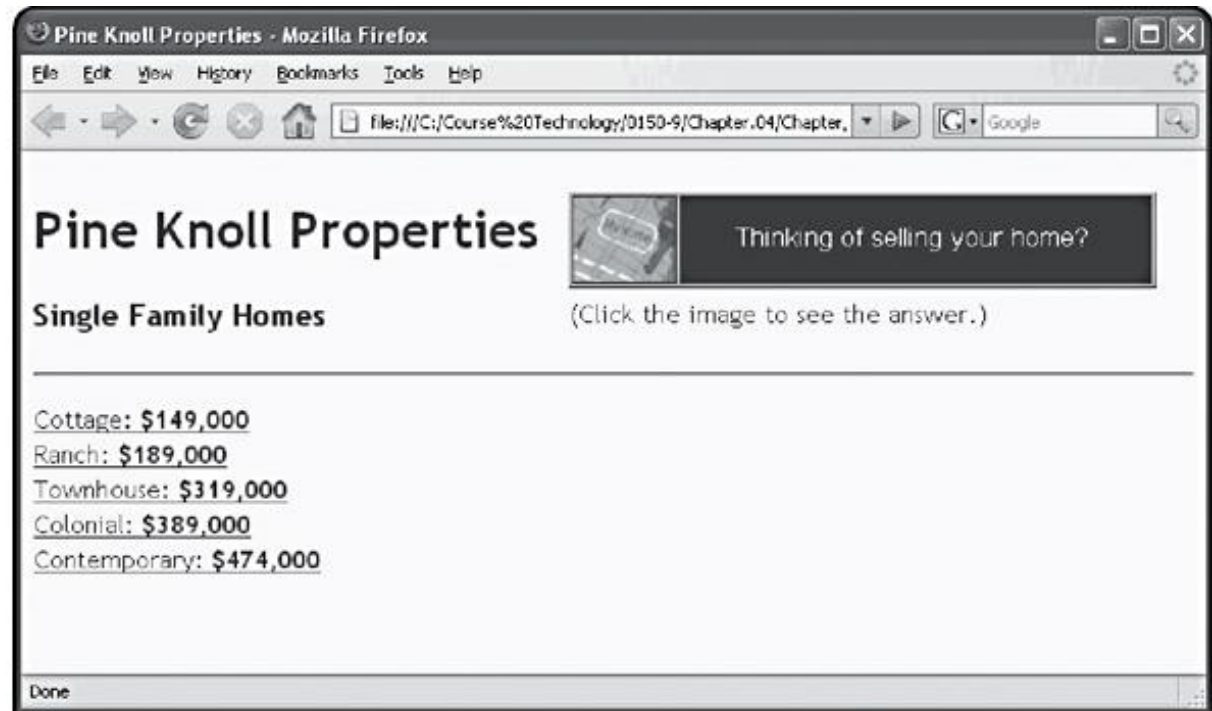 Pine Knoll Properties - Mozilla Firefox
File Edit View History Bookmarks Tools Help
file:///C:/Course%20Technology/0150-9/Chapter.04/Chapter. Google
Pine Knoll Properties
Thinking of selling your home?
Single Family Homes
(Click the image to see the answer.)
Cottage: $149,000
Ranch: $189,000
Townhouse: $319,000
Colonial: $389,000
Contemporary: $474,000
Done